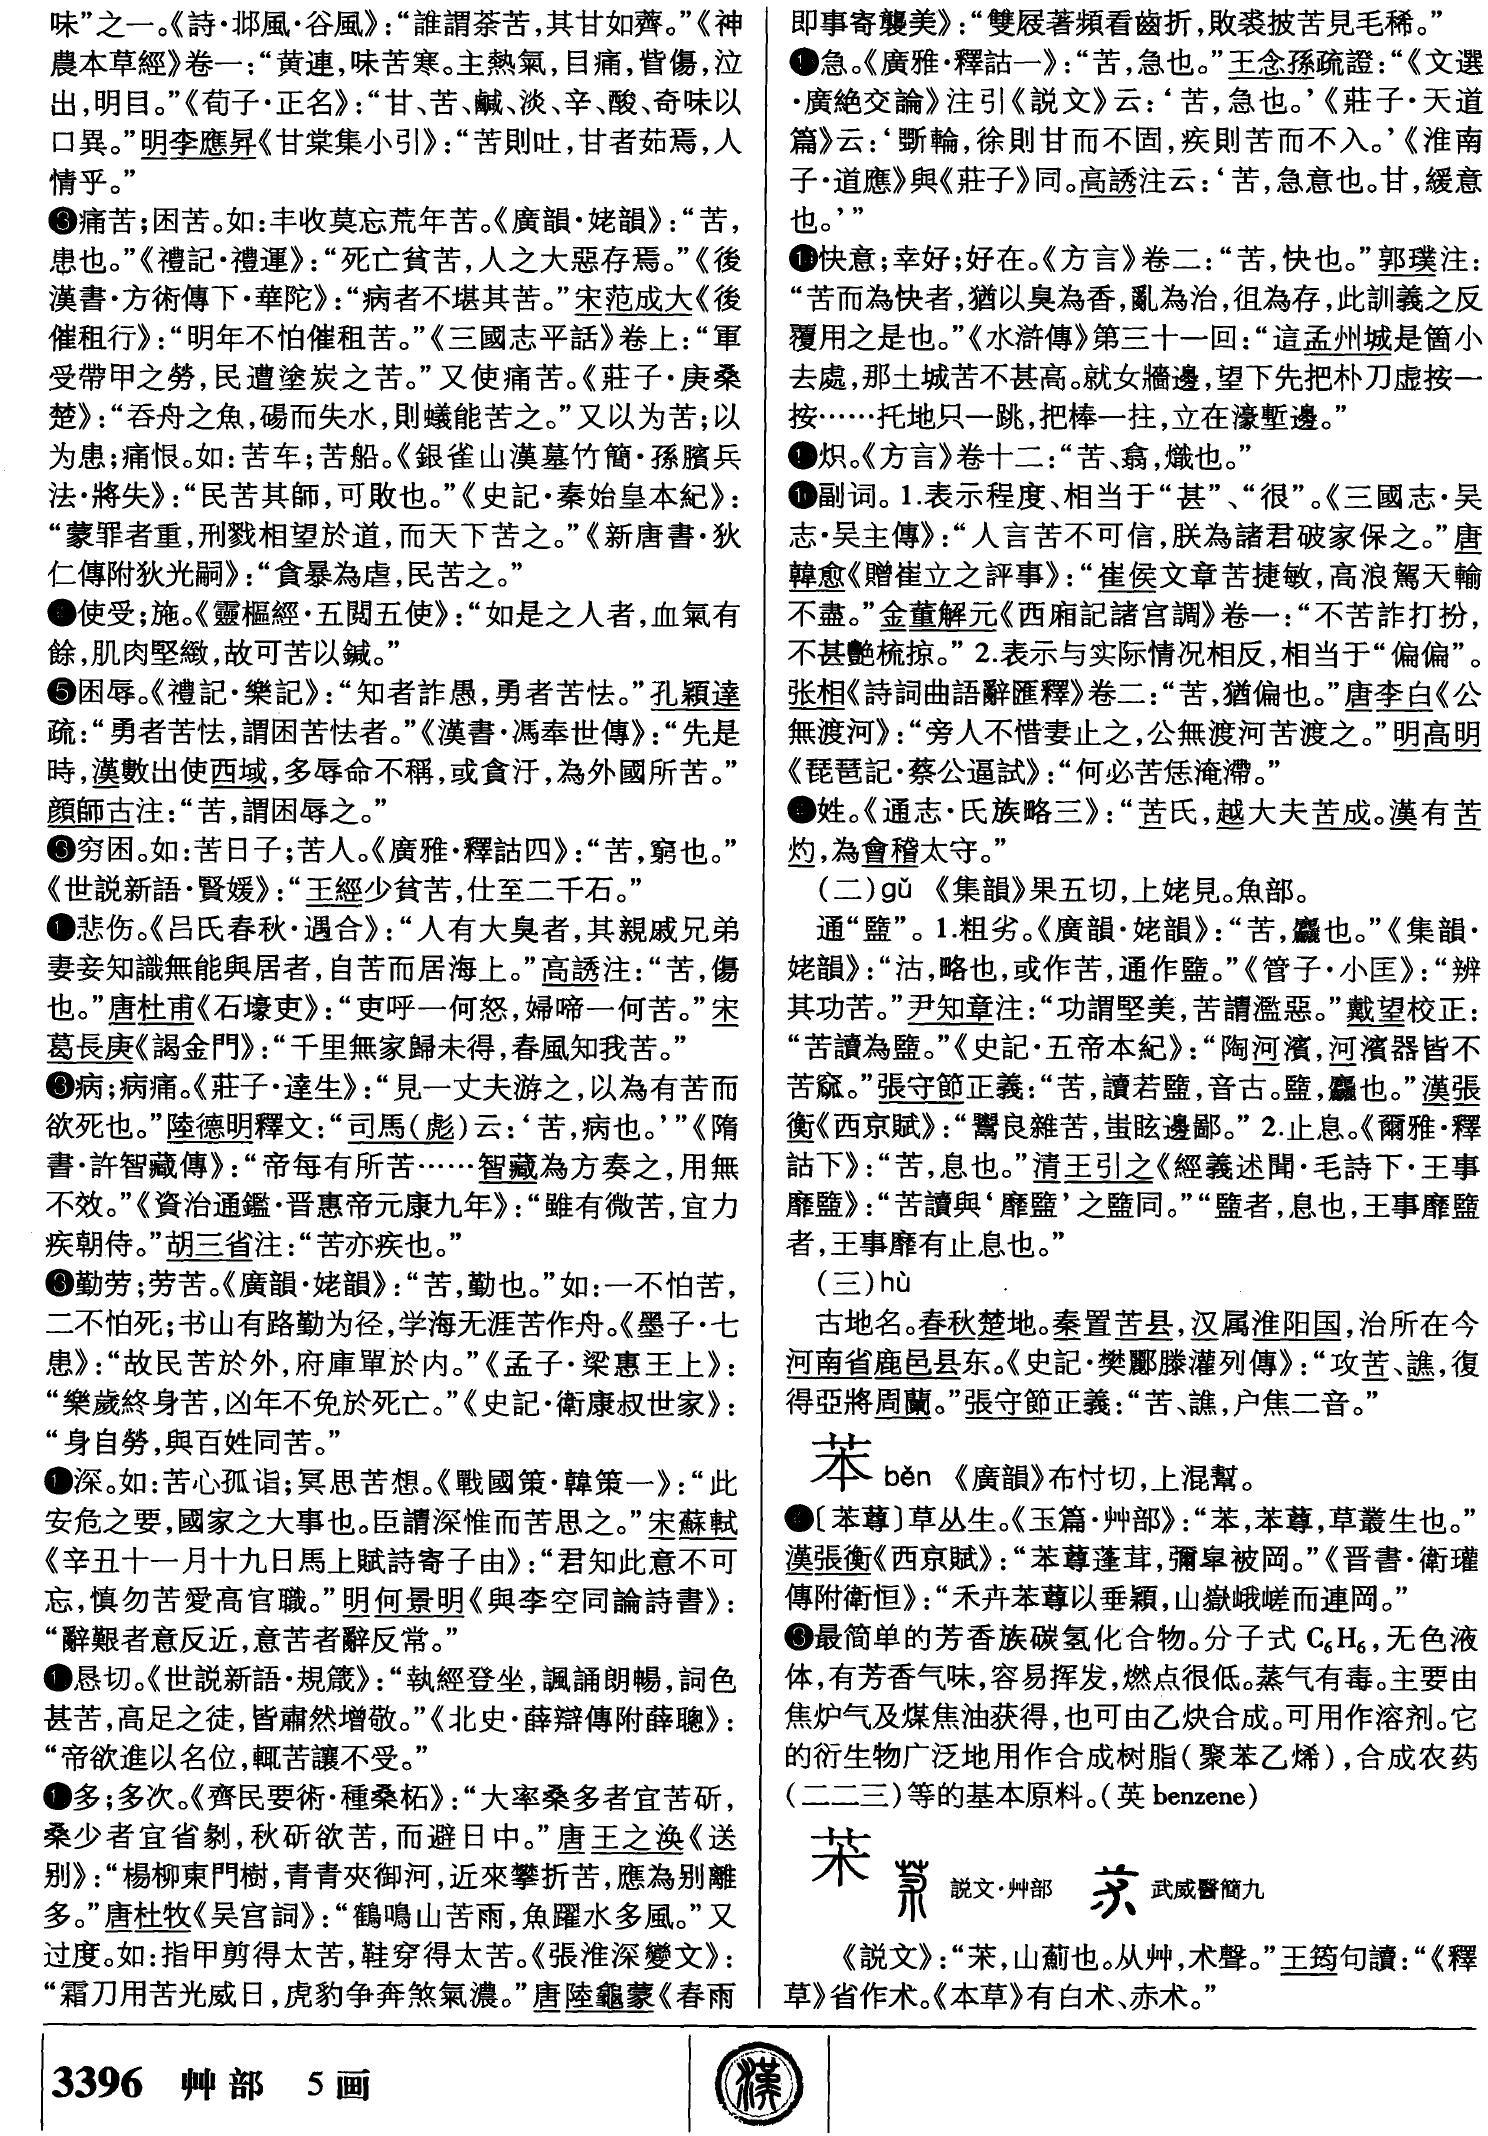 味”之一。《詩·邶風·谷風》：“誰謂荼苦，其甘如薺。”《神
農本草經》卷一：“黄連，味苦寒。主熱氣，目痛，眥傷，泣
出，明目。”《荀子·正名》：“甘、苦、鹹、淡、辛、酸、奇味以
口異。”明李應昇《甘棠集小引》：“苦則吐，甘者茹焉，人
情乎。”
❸痛苦；困苦。如：丰收莫忘荒年苦。《廣韻·姥韻》：“苦，
患也。”《禮記·禮運》：“死亡貧苦，人之大惡存焉。”《後
漢書·方術傳下·華陀》：“病者不堪其苦。”宋范成大《後
催租行》：“明年不怕催租苦。”《三國志平話》卷上：“軍
受帶甲之勞，民遭塗炭之苦。”又使痛苦。《莊子·庚桑
楚》：“吞舟之魚，碭而失水，則蟻能苦之。”又以为苦；以
为患；痛恨。如：苦车；苦船。《銀雀山漢墓竹簡·孫臏兵
法·將失》：“民苦其師，可敗也。”《史記·秦始皇本紀》：
“蒙罪者重，刑戮相望於道，而天下苦之。”《新唐書·狄
仁傑附狄光嗣》：“貪暴為虐，民苦之。”
使受；施。《靈樞經·五閲五使》：“如是之人者，血氣有
餘，肌肉堅緻，故可苦以鍼。”
❺困辱。《禮記·樂記》：“知者詐愚，勇者苦怯。”孔穎達
疏：“勇者苦怯，謂困苦怯者。”《漢書·馮奉世傳》：“先是
時，漢數出使西域，多辱命不稱，或貪汙，為外國所苦。”
顔師古注：“苦，謂困辱之。”
穷困。如：苦日子；苦人。《廣雅·釋詁四》：“苦，窮也。”
《世説新語·賢媛》：“王經少貧苦，仕至二千石。”
悲伤。《吕氏春秋·遇合》：“人有大臭者，其親戚兄弟
妻妾知識無能與居者，自苦而居海上。”高誘注：“苦，傷
也。”唐杜甫《石壕吏》：“吏呼一何怒，婦啼一何苦。”宋
葛長庚《謁金門》：“千里無家歸未得，春風知我苦。”
病；病痛。《莊子·達生》：“見一丈夫游之，以為有苦而
欲死也。”陸德明釋文：“司馬（彪）云：‘苦，病也。’”《隋
書·許智藏傳》：“帝每有所苦……智藏為方奏之，用無
不效。”《資治通鑑·晋惠帝元康九年》：“雖有微苦，宜力
疾朝侍。”胡三省注：“苦亦疾也。”
勤劳；劳苦。《廣韻·姥韻》：“苦，勤也。”如：一不怕苦，
二不怕死；书山有路勤为径，学海无涯苦作舟。《墨子·七
患》：“故民苦於外，府庫單於内。”《孟子·梁惠王上》：
“樂歲終身苦，凶年不免於死亡。”《史記·衛康叔世家》：
“身自勞，與百姓同苦。”
深。如：苦心孤诣；冥思苦想。《戰國策·韓策一》：“此
安危之要，國家之大事也。臣請深惟而苦思之。”宋蘇軾
《辛丑十一月十九日馬上賦詩寄子由》：“君知此意不可
忘，慎勿苦愛高官職。”明何景明《與李空同論詩書》：
“辭艱者意反近，意苦者辭反常。”
恳切。《世説新語·規箴》：“執經登坐，諷誦朗暢，詞色
甚苦，高足之徒，皆肅然增敬。”《北史·薛辯傳附薛聰》：
“帝欲進以名位，輒苦讓不受。”
多；多次。《齊民要術·種桑柘》：“大率桑多者宜苦斫，
桑少者宜省剶，秋斫欲苦，而避日中。”唐王之涣《送
别》：“楊柳東門樹，青青夾御河，近來攀折苦，應為别離
多。”唐杜牧《吴宫詞》：“鶴鳴山苦雨，魚躍水多風。”又
过度。如：指甲剪得太苦，鞋穿得太苦。《張淮深變文》：
“霜刀用苦光威日，虎豹争奔煞氣濃。”唐陸龜蒙《春雨
即事寄襲美》：“雙屐著頻看齒折，敗裘披苦見毛稀。”
急。《廣雅·釋詁一》：“苦，急也。”王念孫疏證：“《文選
·廣絶交論》注引《説文》云：‘苦，急也。’《莊子·天道
篇》云：‘斲輪，徐則甘而不固，疾則苦而不入。’《淮南
子·道應》與《莊子》同。高誘注云：‘苦，急意也。甘，緩意
也。’”
快意；幸好；好在。《方言》卷二：“苦，快也。”郭璞注：
“苦而為快者，猶以臭為香，亂為治，徂為存，此訓義之反
覆用之是也。”《水滸傳》第三十一回：“這孟州城是箇小
去處，那土城苦不甚高。就女牆邊，望下先把朴刀虚按一
按……托地只一跳，把棒一拄，立在濠塹邊。”
炽。《方言》卷十二：“苦、翕，熾也。”
副词。1.表示程度、相当于“甚”、“很”。《三國志·吴
志·吴主傳》：“人言苦不可信，朕為諸君破家保之。”唐
韓愈《贈崔立之評事》：“崔侯文章苦捷敏，高浪駕天輸
不盡。”金董解元《西廂記諸宫調》卷一：“不苦詐打扮，
不甚艷梳掠。”2.表示与实际情况相反，相当于“偏偏”。
张相《詩詞曲語辭匯釋》卷二：“苦，猶偏也。”唐李白《公
無渡河》：“旁人不惜妻止之，公無渡河苦渡之。”明高明
《琵琶記·蔡公逼試》：“何必苦恁淹滯。”
姓。《通志·氏族略三》：“苦氏，越大夫苦成。漢有苦
灼，為會稽太守。”
（二）gǔ　《集韻》果五切，上姥見。魚部。
通“盬”。1.粗劣。《廣韻·姥韻》：“苦，麤也。”《集韻·
姥韻》：“沽，略也，或作苦，通作盬。”《管子·小匡》：“辨
其功苦。”尹知章注：“功謂堅美，苦謂濫惡。”戴望校正：
“苦讀為盬。”《史記·五帝本紀》：“陶河濱，河濱器皆不
苦窳。”張守節正義：“苦，讀若盬，音古。盬，麤也。”漢張
衡《西京賦》：“鬻良雜苦，蚩眩邊鄙。”2.止息。《爾雅·釋
詁下》：“苦，息也。”清王引之《經義述聞·毛詩下·王事
靡盬》：“苦讀與‘靡盬’之盬同。”“盬者，息也，王事靡盬
者，王事靡有止息也。”
（三）hù
古地名。春秋楚地。秦置苦县，汉属淮阳国，治所在今
河南省鹿邑县东。《史記·樊酈滕灌列傳》：“攻苦、譙，復
得亞將周蘭。”張守節正義：“苦、譙，户焦二音。”
苯 běn 《廣韻》布忖切，上混幫。
〔苯䔿〕草丛生。《玉篇·艸部》：“苯，苯䔿，草叢生也。”
漢張衡《西京賦》：“苯䔿蓬茸，彌皋被岡。”《晋書·衛瓘
傳附衛恒》：“禾卉苯䔿以垂穎，山嶽峨嵯而連岡。”
最简单的芳香族碳氢化合物。分子式 C₆H₆，无色液
体，有芳香气味，容易挥发，燃点很低。蒸气有毒。主要由
焦炉气及煤焦油获得，也可由乙炔合成。可用作溶剂。它
的衍生物广泛地用作合成树脂（聚苯乙烯），合成农药
（二二三）等的基本原料。（英 benzene）
苿 説文·艸部 武威醫簡九
《説文》：“苿，山薊也。从艸，术聲。”王筠句讀：“《釋
草》省作术。《本草》有白术、赤术。”
3396 艸部 5画
漢